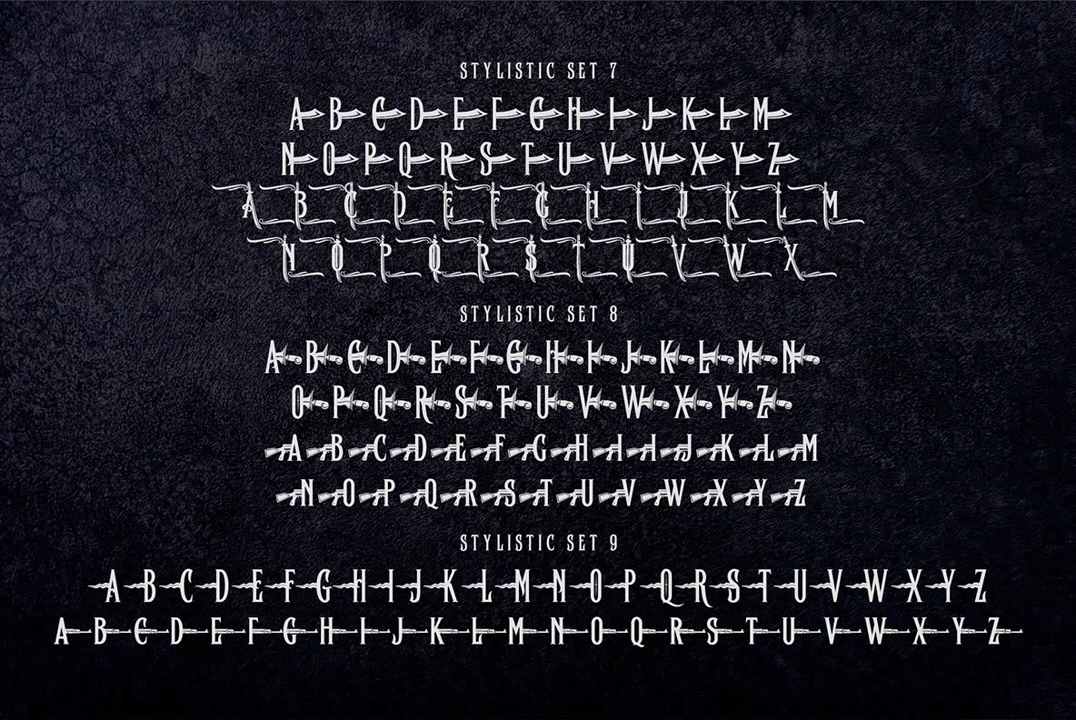 STYLISTIC SET 7
A B C D E F G H I J K L M
N O P Q R S T U V W X Y Z
A B C D E F G H I J K L M
N O P Q R S T U V W X
STYLISTIC SET 8
A B C D E F G H I J K L M N
O P Q R S T U V W X Y Z
A B C D E F G H I J K L M
N O P Q R S T U V W X Y Z
STYLISTIC SET 9
A B C D E F G H I J K L M N O P Q R S T U V W X Y Z
A B C D E F G H I J K L M N O Q R S T U V W X Y Z